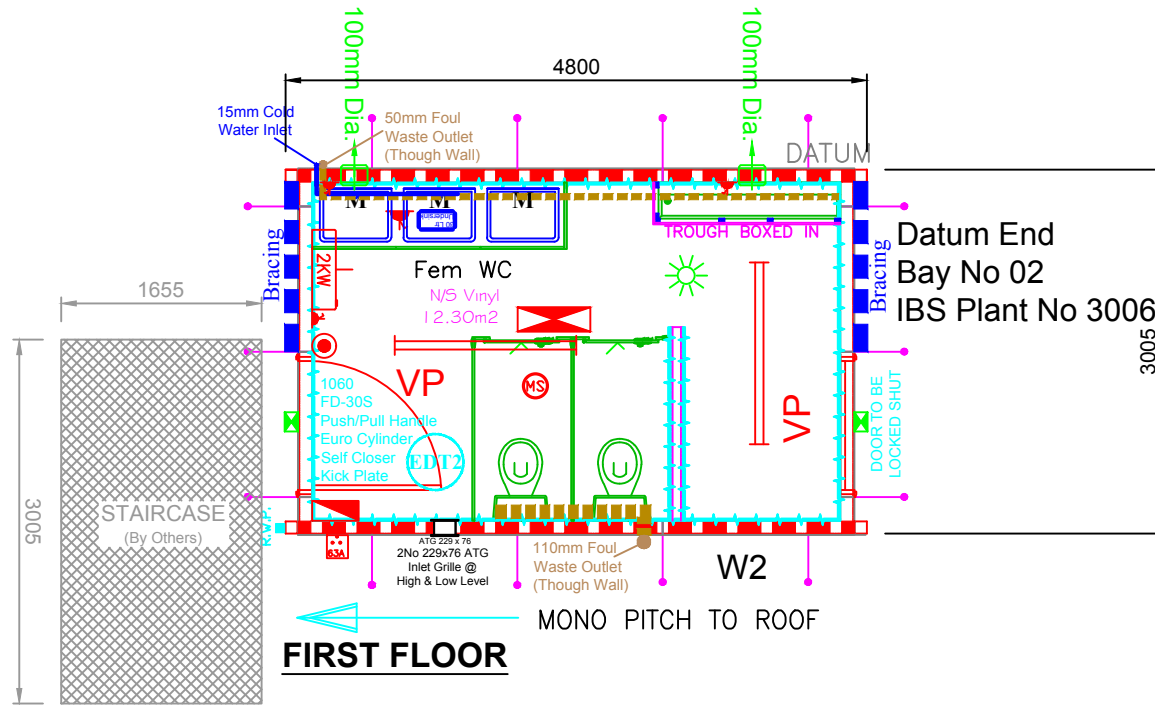 100mm Dia.
100mm Dia.
4800
15mm Cold
Water Inlet
50mm Foul
Waste Outlet
(Though Wall)
DATUM
M
M
M
TROUGH BOXED IN
Bracing
Bracing
2KW
Fem WC
N/S Vinyl
12.30m2
Datum End
Bay No 02
IBS Plant No 3006
3005
1655
VP
VP
MS
1060
FD-30S
Push/Pull Handle
Euro Cylinder
Self Closer
Kick Plate
EDT2
DOOR TO BE
LOCKED SHUT
3005
STAIRCASE
(By Others)
R.W.P.
63A
ATG 229 x 76
2No 229x76 ATG
Inlet Grille @
High & Low Level
110mm Foul
Waste Outlet
(Though Wall)
W2
MONO PITCH TO ROOF
FIRST FLOOR